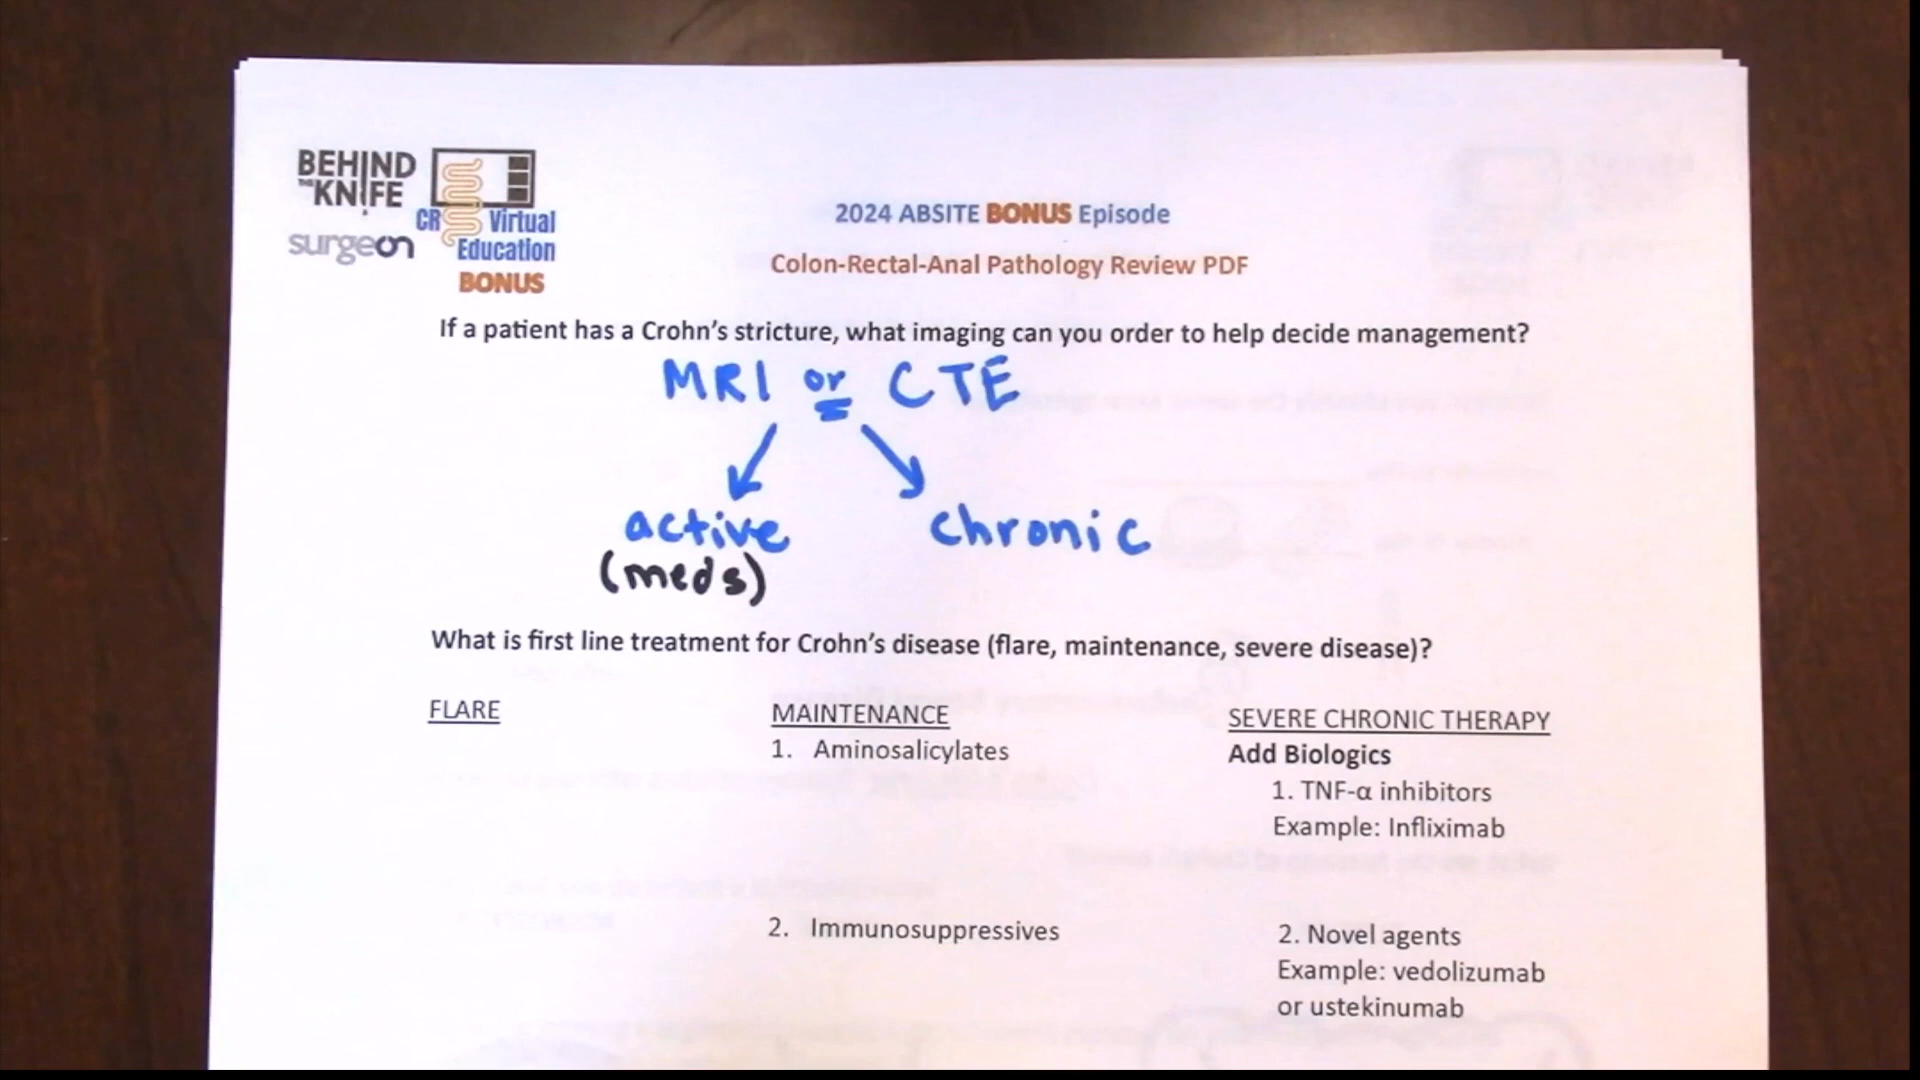 BEHIND
THE KNIFE
surgeon
CR Virtual
Education
BONUS
2024 ABSITE BONUS Episode
Colon-Rectal-Anal Pathology Review PDF
If a patient has a Crohn’s stricture, what imaging can you order to help decide management?
MRI or CTE
active chronic
(meds)
What is first line treatment for Crohn’s disease (flare, maintenance, severe disease)?
FLARE
MAINTENANCE
1. Aminosalicylates
2. Immunosuppressives
SEVERE CHRONIC THERAPY
Add Biologics
1. TNF-α inhibitors
Example: Infliximab
2. Novel agents
Example: vedolizumab
or ustekinumab